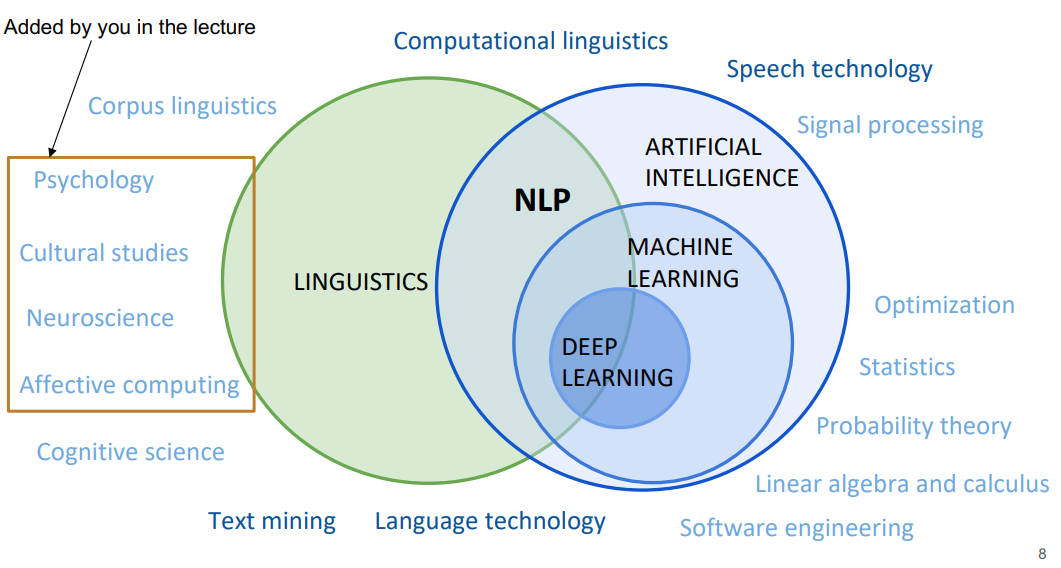 Added by you in the lecture
Computational linguistics
Speech technology
Corpus linguistics
Signal processing
ARTIFICIAL
INTELLIGENCE
Psychology
NLP
Cultural studies
MACHINE
LEARNING
LINGUISTICS
Neuroscience
Optimization
DEEP
LEARNING
Statistics
Affective computing
Probability theory
Cognitive science
Linear algebra and calculus
Text mining
Language technology
Software engineering
8